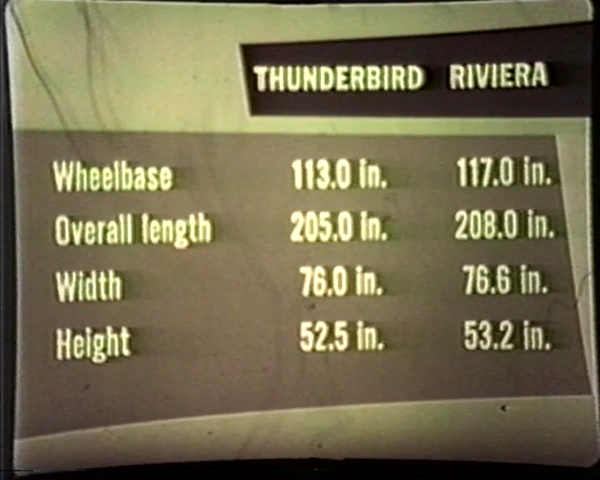 THUNDERBIRD RIVIERA
Wheelbase 113.0 in. 117.0 in.
Overall length 205.0 in. 208.0 in.
Width 76.0 in. 76.6 in.
Height 52.5 in. 53.2 in.